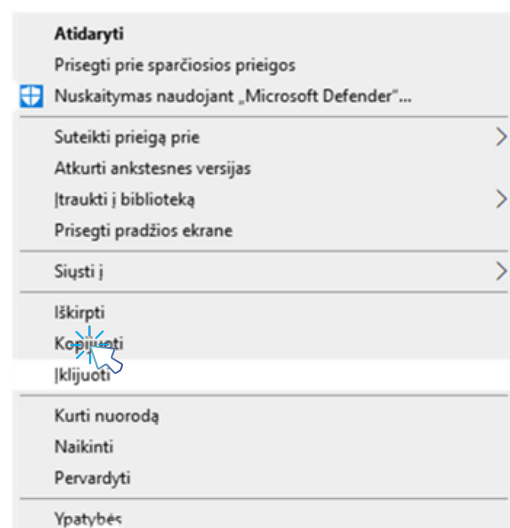 Atidaryti
Prisegti prie sparčiosios prieigos
Nuskaitymas naudojant „Microsoft Defender“...
Suteikti prieigą prie
Atkurti ankstesnes versijas
Įtraukti į biblioteką
Prisegti pradžios ekrane
Siųsti į
Iškirpti
Kopijuoti
Įklijuoti
Kurti nuorodą
Naikinti
Pervardyti
Ypatybės